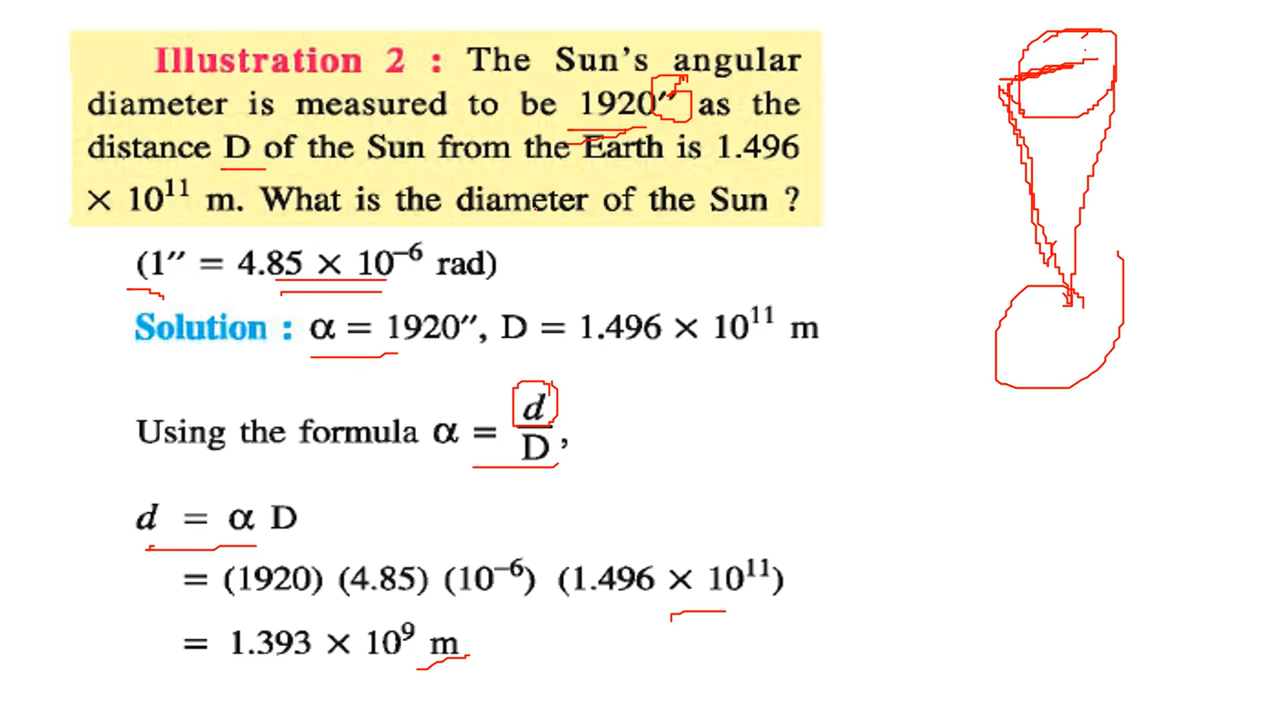 Illustration 2 : The Sun's angular
diameter is measured to be 1920″ as the
distance D of the Sun from the Earth is 1.496
× 10¹¹ m. What is the diameter of the Sun ?
(1″ = 4.85 × 10⁻⁶ rad)
Solution : α = 1920″, D = 1.496 × 10¹¹ m
Using the formula α = d/D,
d = α D
= (1920) (4.85) (10⁻⁶) (1.496 × 10¹¹)
= 1.393 × 10⁹ m